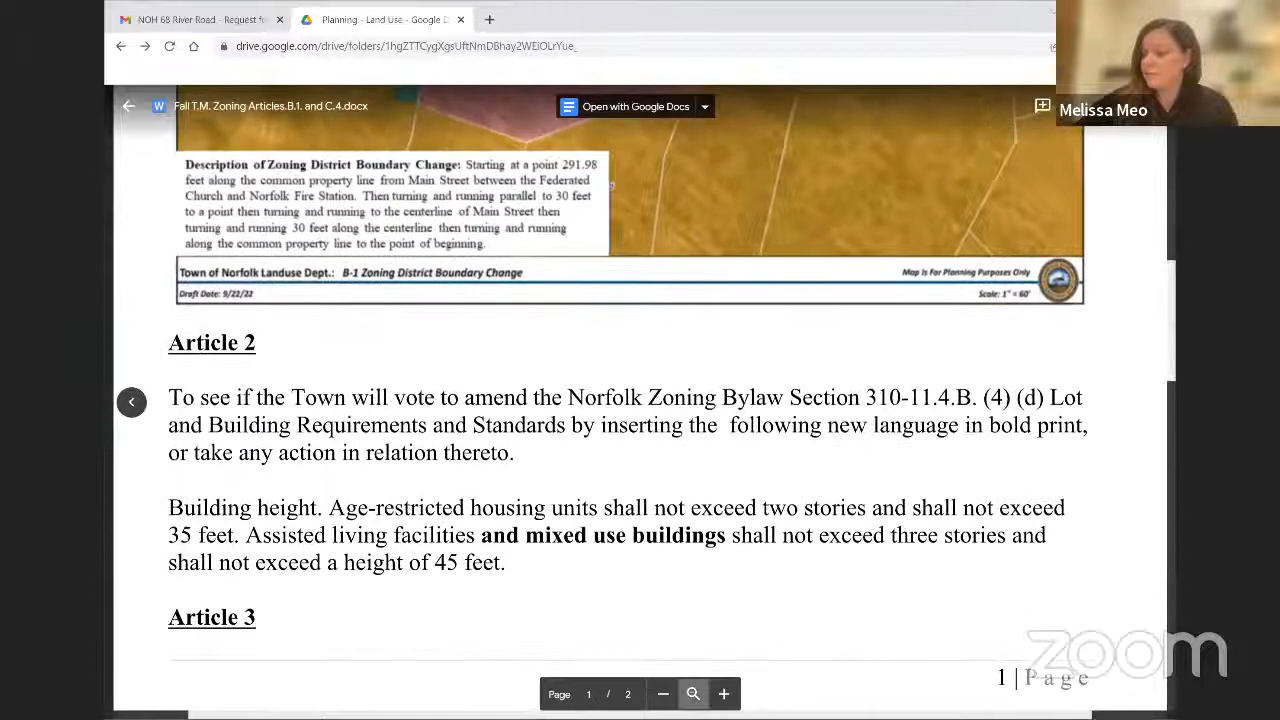 NOH 68 River Road - Request fo
Planning - Land Use - Google D
drive.google.com/drive/folders/1hgZTTCygXgsUftNmDBhay2WEiOLrYue_
Melissa Meo
Fall T.M. Zoning Articles.B.1. and C.4.docx
Open with Google Docs
Description of Zoning District Boundary Change: Starting at a point 291.98
feet along the common property line from Main Street between the Federated
Church and Norfolk Fire Station. Then turning and running parallel to 30 feet
to a point then turning and running to the centerline of Main Street then
turning and running 30 feet along the centerline then turning and running
along the common property line to the point of beginning.
Town of Norfolk Landuse Dept.: B-1 Zoning District Boundary Change
Map Is For Planning Purposes Only
Draft Date: 9/22/22
Scale: 1" = 60'
Article 2
To see if the Town will vote to amend the Norfolk Zoning Bylaw Section 310-11.4.B. (4) (d) Lot
and Building Requirements and Standards by inserting the following new language in bold print,
or take any action in relation thereto.
Building height. Age-restricted housing units shall not exceed two stories and shall not exceed
35 feet. Assisted living facilities and mixed use buildings shall not exceed three stories and
shall not exceed a height of 45 feet.
Article 3
1 | Page
zoom
Page 1 / 2